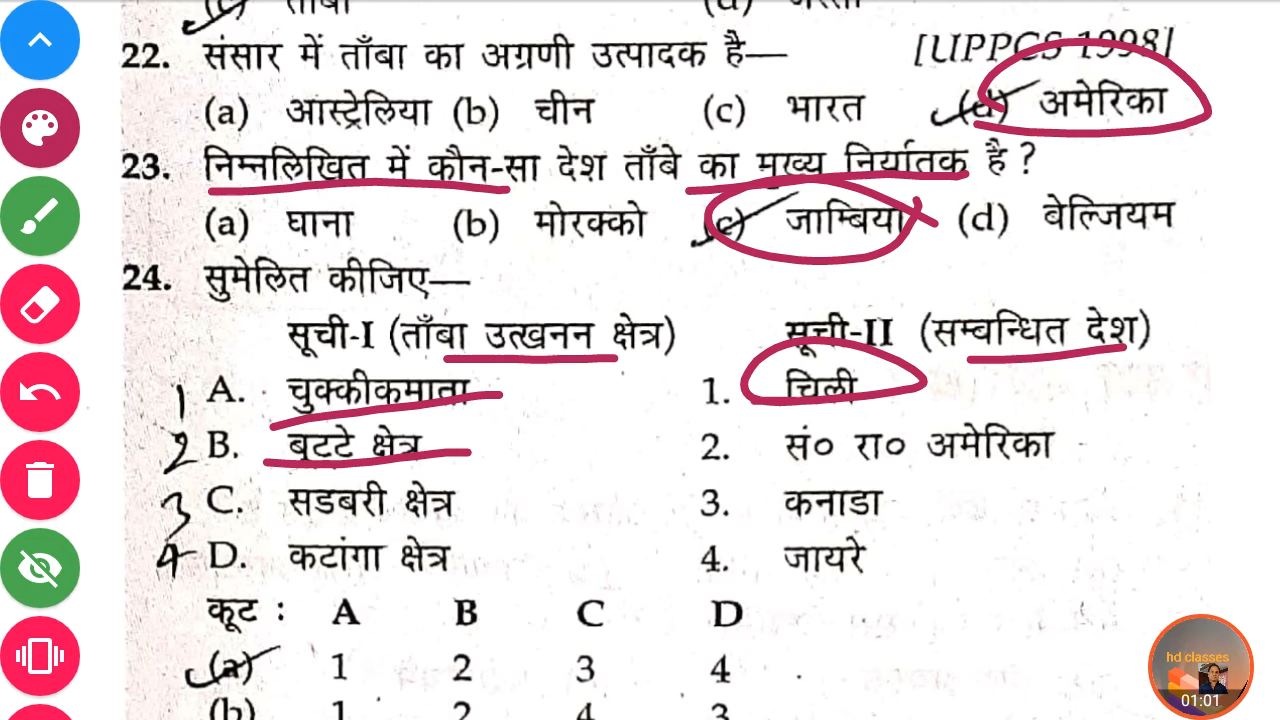 (c) ताँबा (d) जस्ता
22. संसार में ताँबा का अग्रणी उत्पादक है— [UPPCS 1998]
(a) आस्ट्रेलिया (b) चीन (c) भारत (d) अमेरिका
23. निम्नलिखित में कौन-सा देश ताँबे का मुख्य निर्यातक है ?
(a) घाना (b) मोरक्को (c) जाम्बिया (d) बेल्जियम
24. सुमेलित कीजिए—
सूची-I (ताँबा उत्खनन क्षेत्र) सूची-II (सम्बन्धित देश)
1 A. चुक्कीकमाता 1. चिली
2 B. बुटटे क्षेत्र 2. सं० रा० अमेरिका
3 C. सडबरी क्षेत्र 3. कनाडा
4 D. कटांगा क्षेत्र 4. जायरे
कूट : A B C D
(a) 1 2 3 4
(b) 1 2 4 3
hd classes
01:01